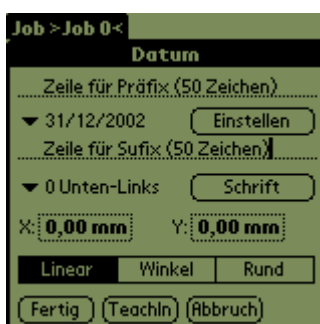 Job >Job 0<
Datum
Zeile für Präfix (50 Zeichen)
31/12/2002 Einstellen
Zeile für Sufix (50 Zeichen)
0 Unten-Links Schrift
X: 0,00 mm Y: 0,00 mm
Linear Winkel Rund
Fertig TeachIn Abbruch